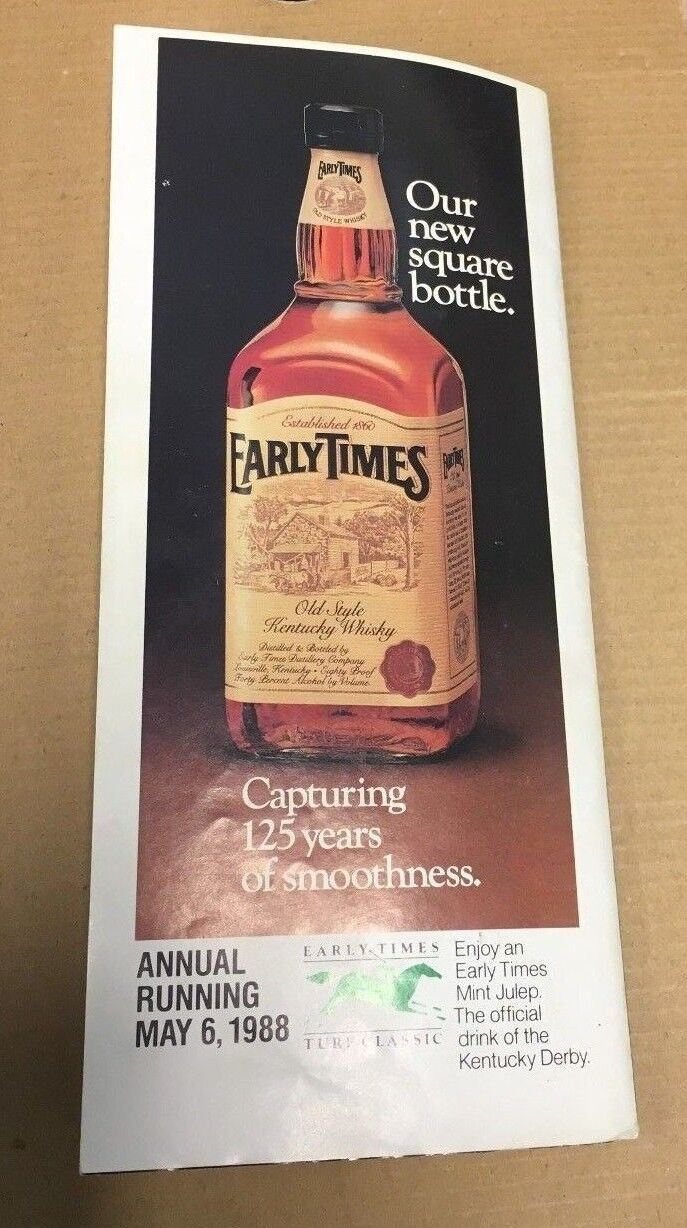 EARLY TIMES
OLD STYLE WHISKY
Our
new
square
bottle.
Established 1860
EARLY TIMES
EARLY TIMES
Old Style
Kentucky Whisky
Distilled & Bottled by
Early Times Distillery Company
Louisville, Kentucky • Eighty Proof
Forty Percent Alcohol by Volume
Capturing
125 years
of smoothness.
ANNUAL
RUNNING
MAY 6, 1988
EARLY TIMES
TURF CLASSIC
Enjoy an
Early Times
Mint Julep.
The official
drink of the
Kentucky Derby.